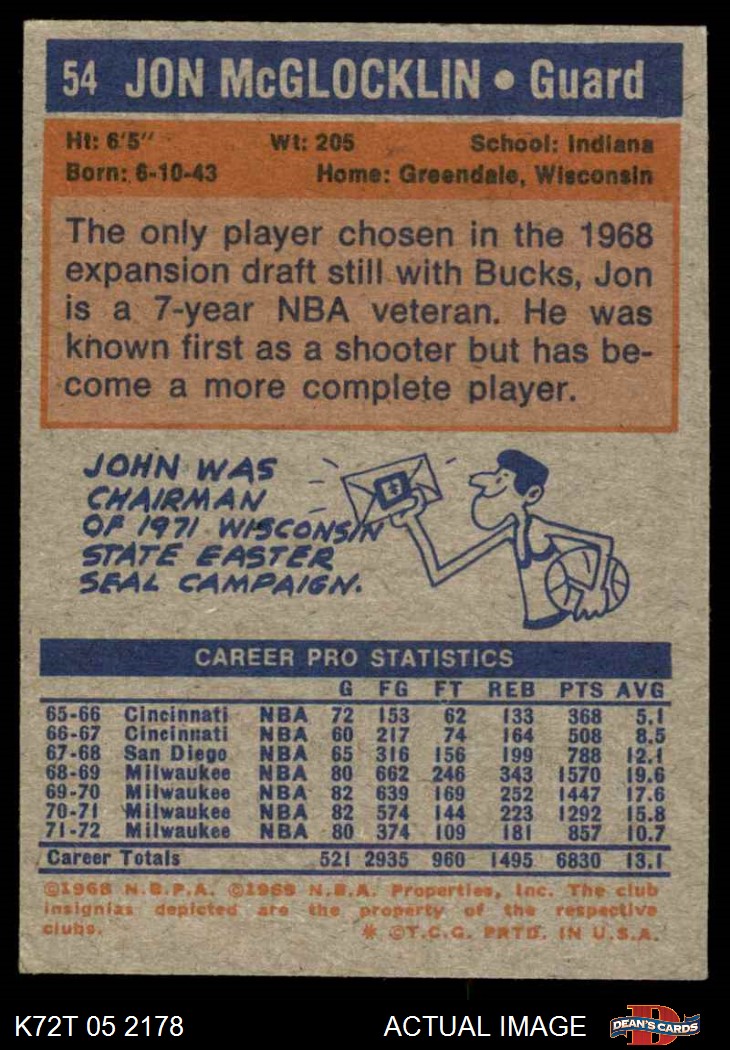 54 JON McGLOCKLIN • Guard
Ht: 6'5" Wt: 205 School: Indiana
Born: 6-10-43 Home: Greendale, Wisconsin
The only player chosen in the 1968
expansion draft still with Bucks, Jon
is a 7-year NBA veteran. He was
known first as a shooter but has be-
come a more complete player.
JOHN WAS
CHAIRMAN
OF 1971 WISCONSIN
STATE EASTER
SEAL CAMPAIGN.
$
CAREER PRO STATISTICS
G FG FT REB PTS AVG
65-66 Cincinnati NBA 72 153 62 133 368 5.1
66-67 Cincinnati NBA 60 217 74 164 508 8.5
67-68 San Diego NBA 65 316 156 199 788 12.1
68-69 Milwaukee NBA 80 662 246 343 1570 19.6
69-70 Milwaukee NBA 82 639 169 252 1447 17.6
70-71 Milwaukee NBA 82 574 144 223 1292 15.8
71-72 Milwaukee NBA 80 374 109 181 857 10.7
Career Totals 521 2935 960 1495 6830 13.1
©1968 N.B.P.A. ©1969 N.B.A. Properties, Inc. The club
insignias depicted are the property of the respective
clubs. * ©T.C.G. PRTD. IN U.S.A.
K72T 05 2178 ACTUAL IMAGE
D
DEAN'S CARDS